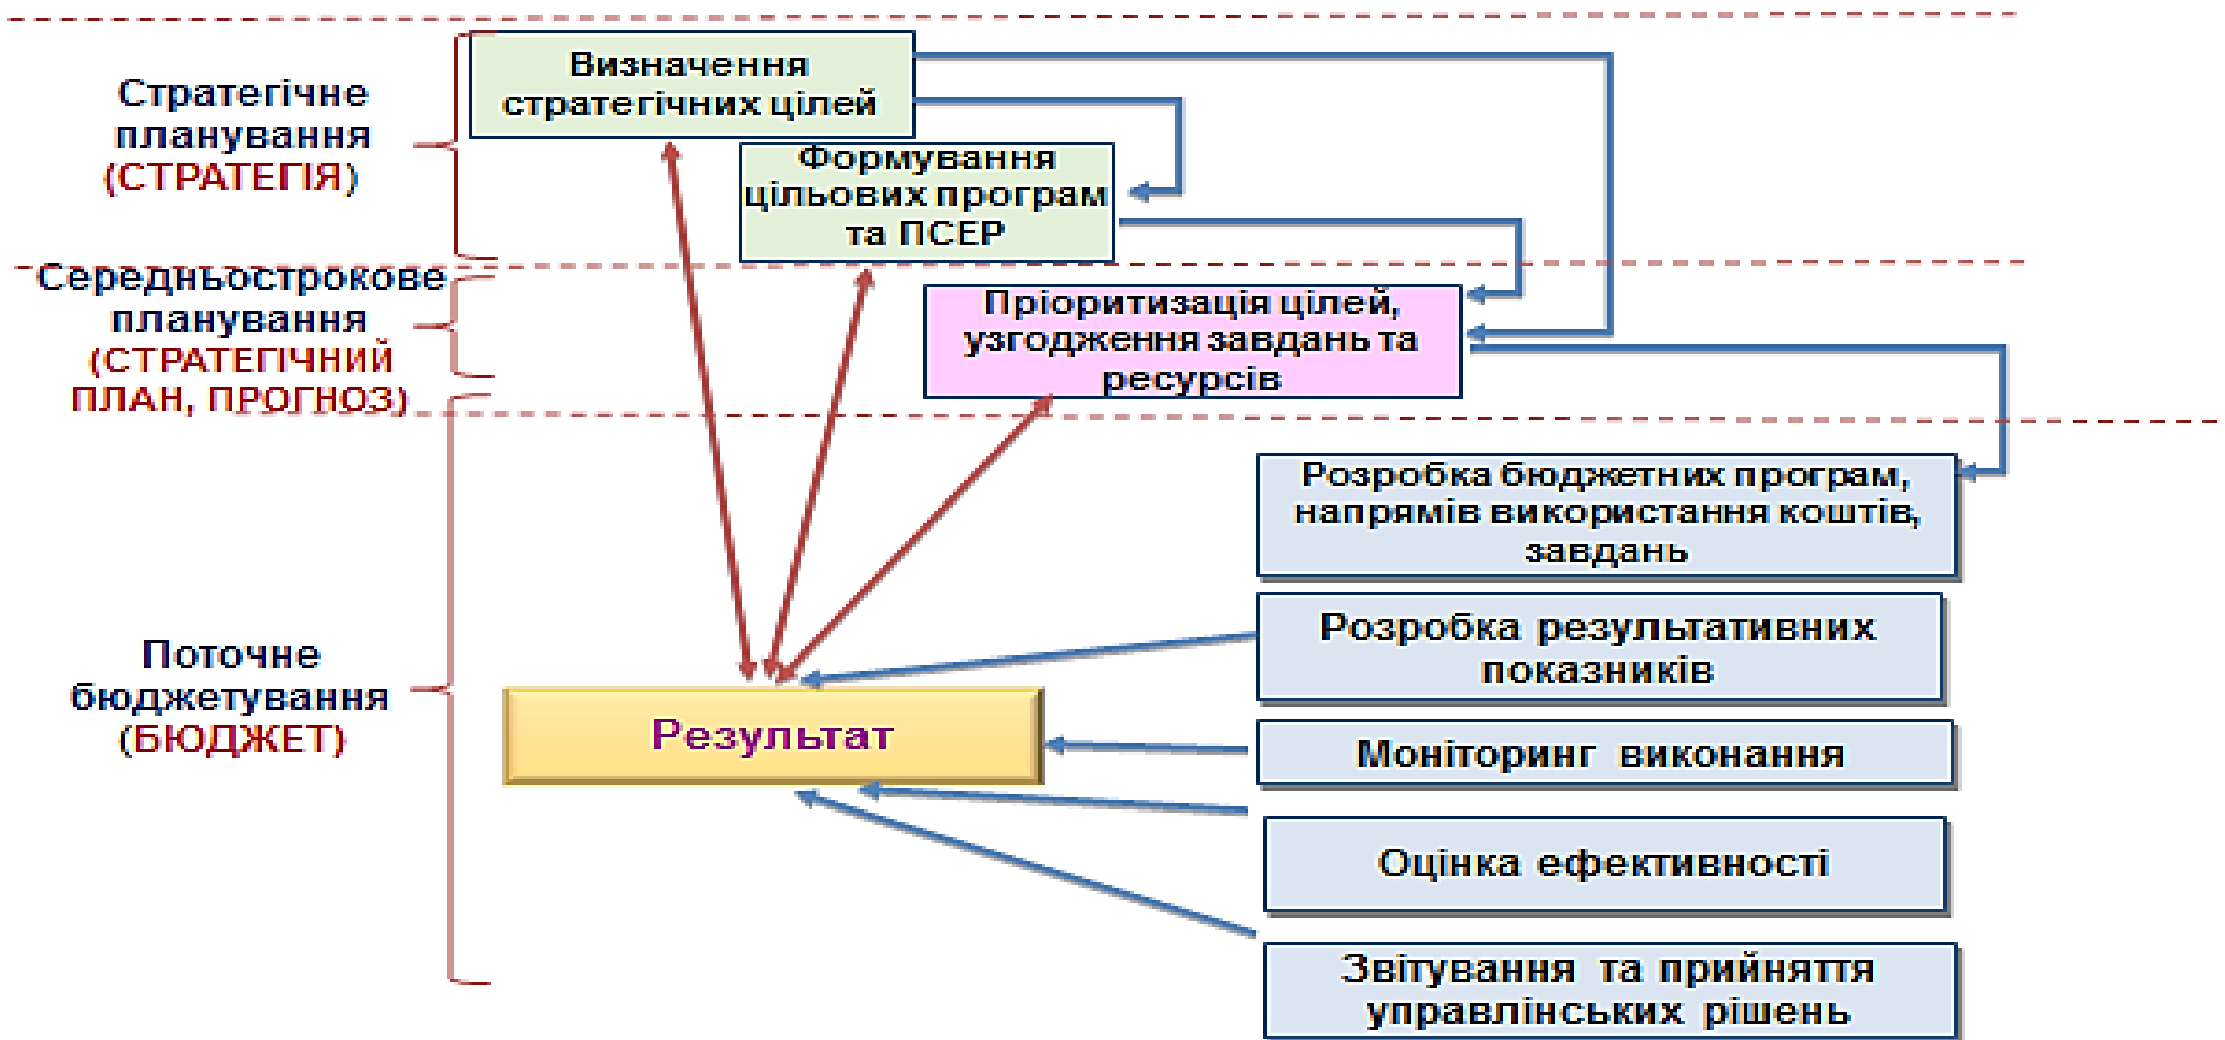 Стратегічне
планування
(СТРАТЕГІЯ)
Визначення
стратегічних цілей
Формування
цільових програм
та ПСЕР
Середньострокове
планування
(СТРАТЕГІЧНИЙ
ПЛАН, ПРОГНОЗ)
Пріоритизація цілей,
узгодження завдань та
ресурсів
Поточне
бюджетування
(БЮДЖЕТ)
Результат
Розробка бюджетних програм,
напрямів використання коштів,
завдань
Розробка результативних
показників
Моніторинг виконання
Оцінка ефективності
Звітування та прийняття
управлінських рішень